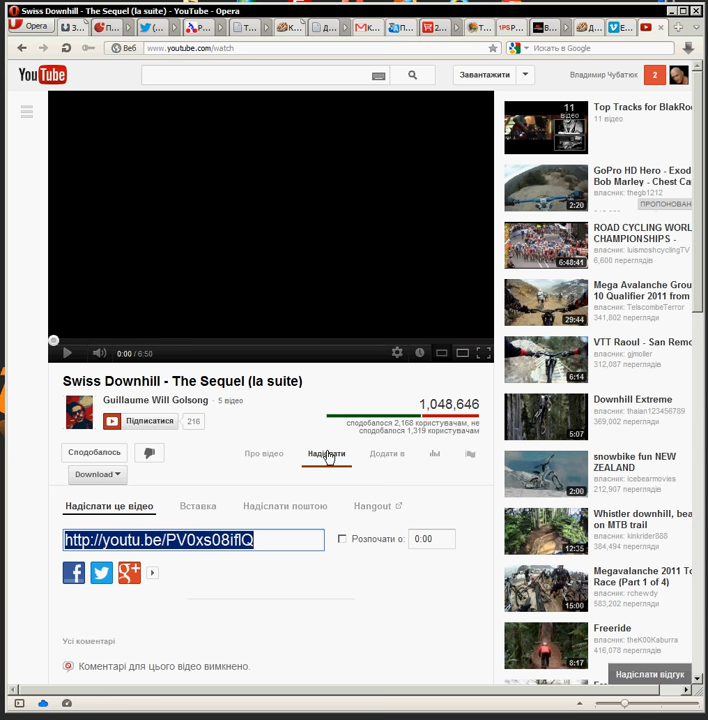 Swiss Downhill - The Sequel (la suite) - YouTube - Opera
Opera
Веб
www.youtube.com/watch
Искать в Google
YouTube
Завантажити
Владимир Чубатюк
2
11
відео
Top Tracks for BlakRo
11 відео
2:20
GoPro HD Hero - Exod
Bob Marley - Chest Ca
власник: thegb1212
ПРОПОНОВАН
6:48:41
ROAD CYCLING WORL
CHAMPIONSHIPS -
власник: luismoshcyclingTV
6,600 переглядів
29:44
Mega Avalanche Grou
10 Qualifier 2011 from
власник: TelscombeTerror
341,802 перегляди
6:14
VTT Raoul - San Remo
власник: gjmoller
312,087 перегляди
5:07
Downhill Extreme
власник: thaian123456789
369,002 перегляди
2:00
snowbike fun NEW
ZEALAND
власник: icebearmovies
212,907 перегляди
12:35
Whistler downhill, bea
on MTB trail
власник: kinkrider888
384,494 перегляди
15:00
Megavalanche 2011 To
Race (Part 1 of 4)
власник: rchewdy
583,202 перегляди
8:17
Freeride
власник: theK00Kaburra
416,078 перегляди
Надіслати відгук
0:00 / 6:50
Swiss Downhill - The Sequel (la suite)
Guillaume Will Golsong · 5 відео
Підписатися
216
1,048,646
сподобалося 2,168 користувачам, не
сподобалося 1,319 користувачам
Сподобалось
Про відео
Надіслати
Додати в
Download
Надіслати це відео
Вставка
Надіслати поштою
Hangout
http://youtu.be/PV0xs08iflQ
Розпочати о:
0:00
Усі коментарі
Коментарі для цього відео вимкнено.